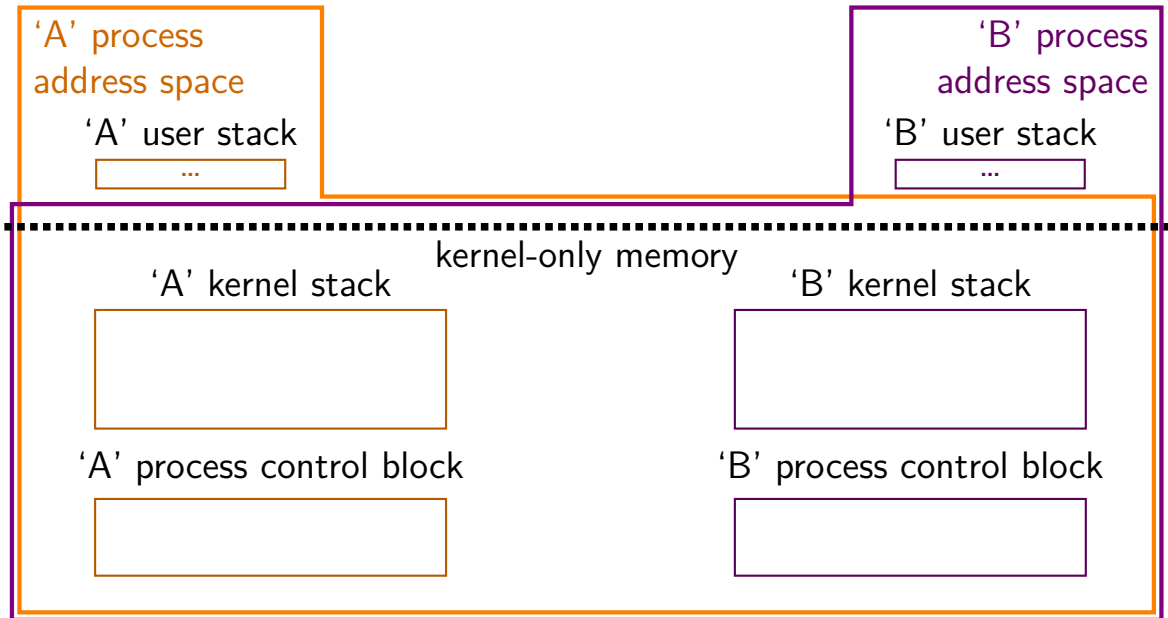 ‘A’ process
address space
‘B’ process
address space
‘A’ user stack
...
‘B’ user stack
...
kernel-only memory
‘A’ kernel stack
‘B’ kernel stack
‘A’ process control block
‘B’ process control block